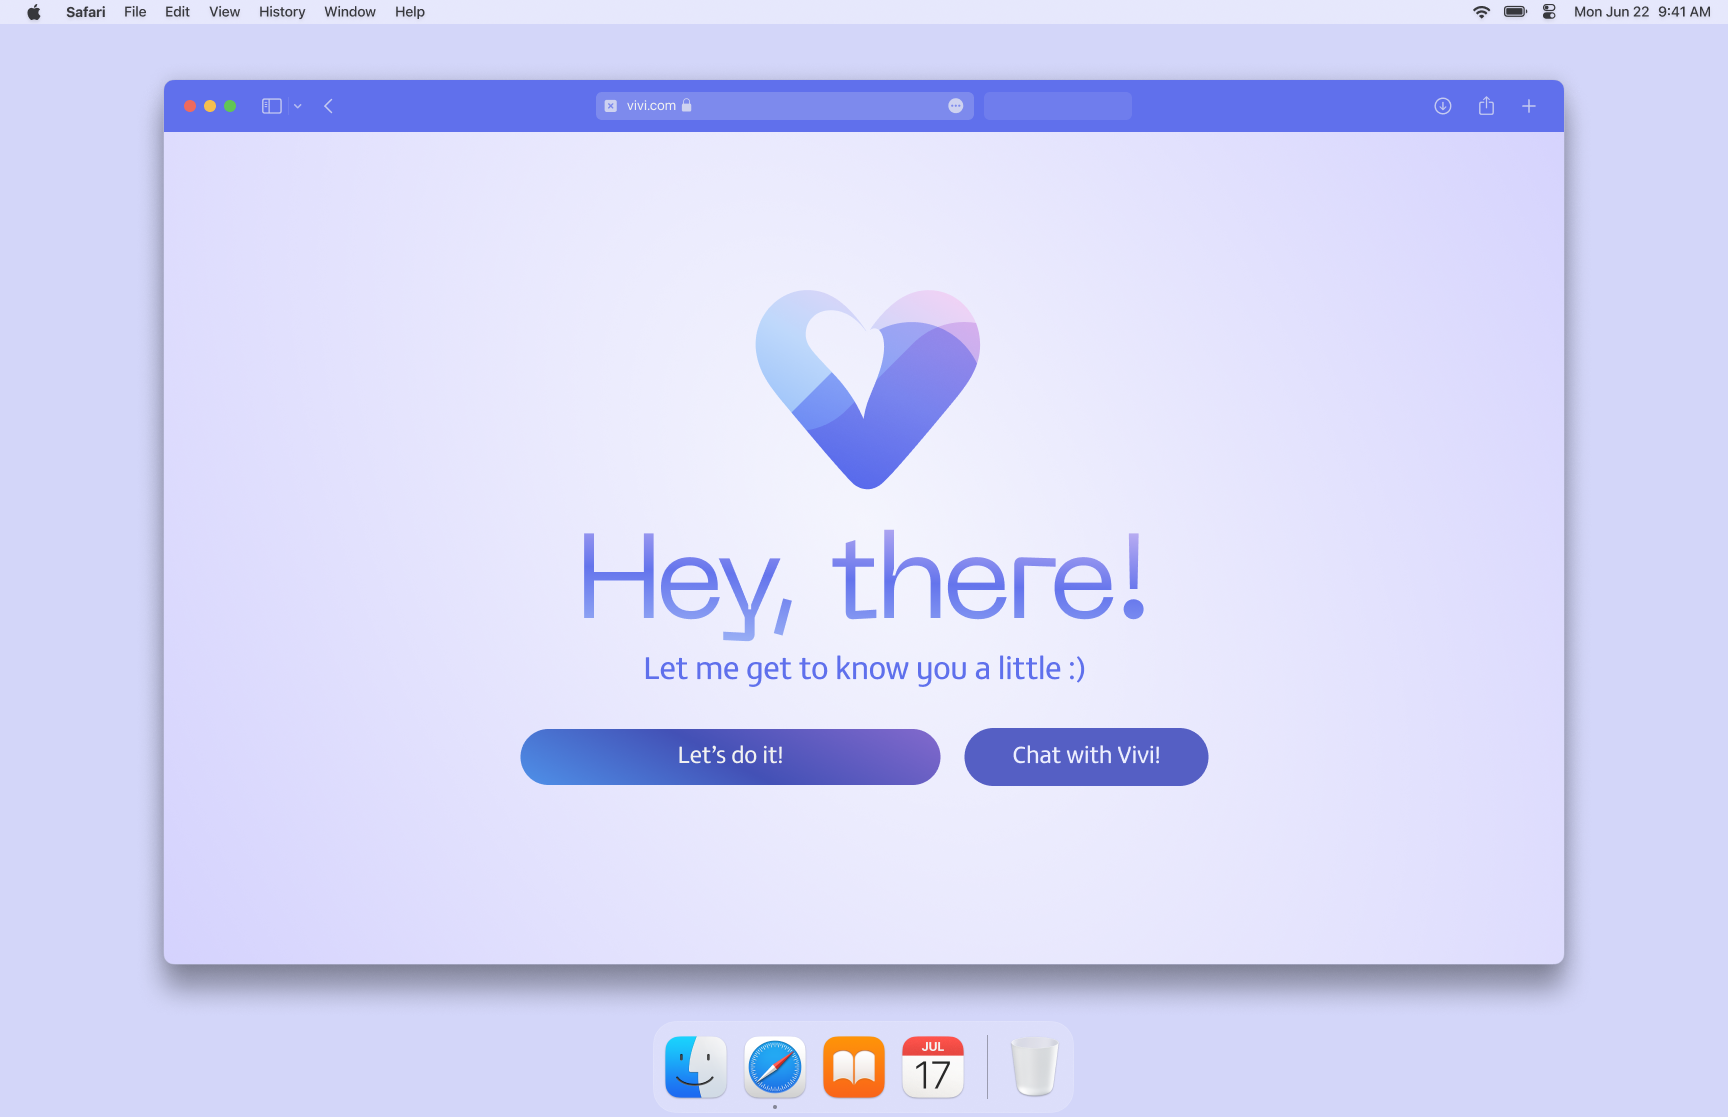 Safari File Edit View History Window Help Mon Jun 22 9:41 AM
vivi.com
Hey, there!
Let me get to know you a little :)
Let’s do it! Chat with Vivi!
JUL
17